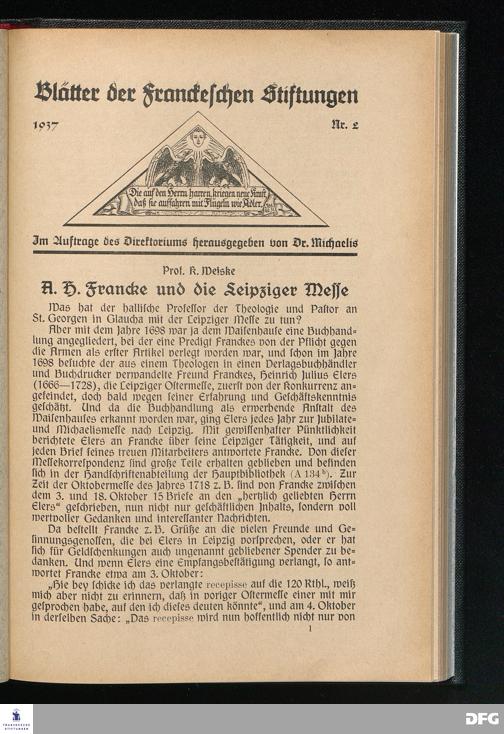 Blätter der Franckeschen Stiftungen
1937 Nr. 2
Die auf den Herrn harren, kriegen neue Kraft,
daß sie auffahren mit Flügeln wie Adler.
Im Auftrage des Direktoriums herausgegeben von Dr. Michaelis
Prof. K. Weiske
A. H. Francke und die Leipziger Messe
Was hat der hallische Professor der Theologie und Pastor an
St. Georgen in Glaucha mit der Leipziger Messe zu tun?
Aber mit dem Jahre 1698 war ja dem Waisenhause eine Buchhand-
lung angegliedert, bei der eine Predigt Franckes von der Pflicht gegen
die Armen als erster Artikel verlegt worden war, und schon im Jahre
1698 besuchte der aus einem Theologen in einen Verlagsbuchhändler
und Buchdrucker verwandelte Freund Franckes, Heinrich Julius Elers
(1666—1728), die Leipziger Ostermesse, zuerst von der Konkurrenz an-
gefeindet, doch bald wegen seiner Erfahrung und Geschäftskenntnis
geschätzt. Und da die Buchhandlung als erwerbende Anstalt des
Waisenhauses erkannt worden war, ging Elers jedes Jahr zur Jubilate-
und Michaelismesse nach Leipzig. Mit gewissenhafter Pünktlichkeit
berichtete Elers an Francke über seine Leipziger Tätigkeit, und auf
jeden Brief seines treuen Mitarbeiters antwortete Francke. Von dieser
Messekorrespondenz sind große Teile erhalten geblieben und befinden
sich in der Handschriftenabteilung der Hauptbibliothek (A 134 h). Zur
Zeit der Oktobermesse des Jahres 1718 z. B. sind von Francke zwischen
dem 3. und 18. Oktober 15 Briefe an den „hertzlich geliebten Herrn
Elers“ geschrieben, nun nicht nur geschäftlichen Inhalts, sondern voll
wertvoller Gedanken und interessanter Nachrichten.
Da bestellt Francke z. B. Grüße an die vielen Freunde und Ge-
sinnungsgenossen, die bei Elers in Leipzig vorsprechen, oder er hat
sich für Geldschenkungen auch ungenannt gebliebener Spender zu be-
danken. Und wenn Elers eine Empfangsbestätigung verlangt, so ant-
wortet Francke etwa am 3. Oktober:
„Hie bey schicke ich das verlangte recepisse auf die 120 Rthl., weiß
mich aber nicht zu erinnern, daß in voriger Ostermesse einer mit mir
gesprochen habe, auf den ich dieses deuten könnte“, und am 4. Oktober
in derselben Sache: „Das recepisse wird nun hoffentlich nicht nur von
1
FRANCKESCHE
STIFTUNGEN
DFG